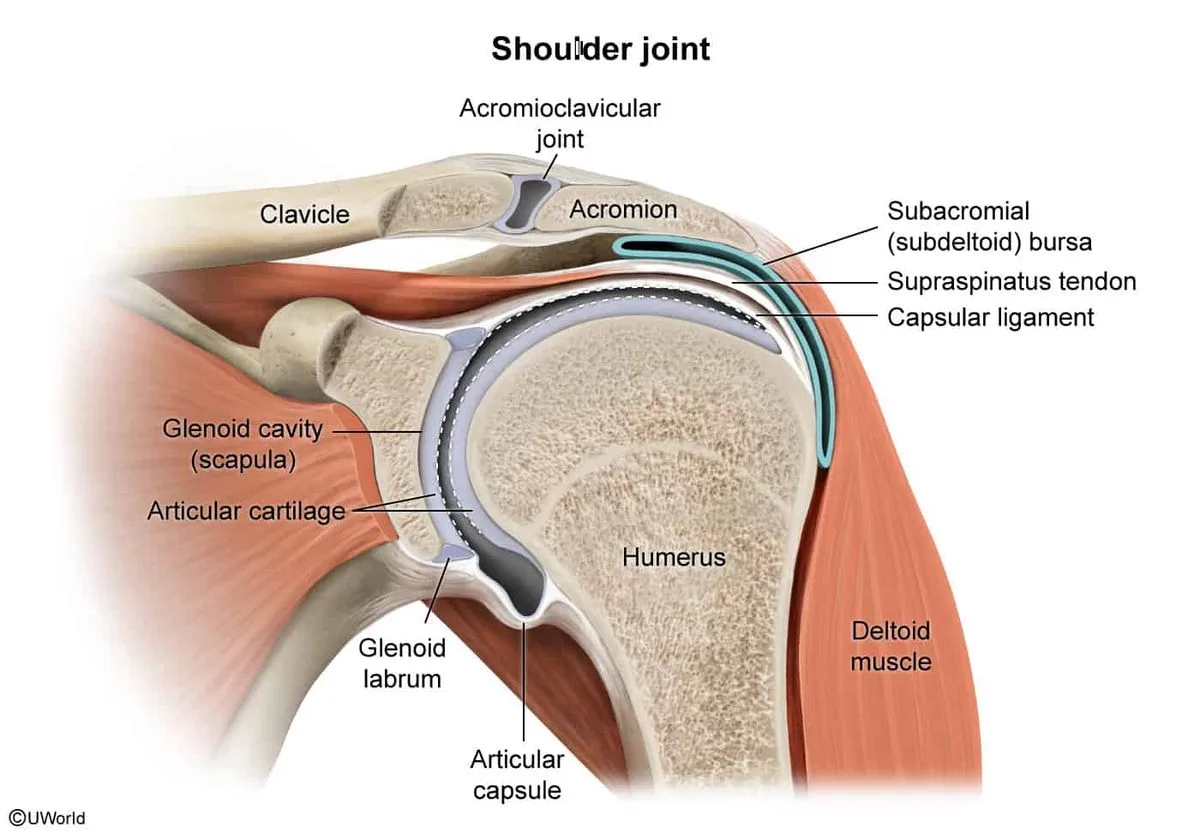 Shoulder joint
Acromioclavicular
joint
Clavicle
Acromion
Subacromial
(subdeltoid) bursa
Supraspinatus tendon
Capsular ligament
Glenoid cavity
(scapula)
Articular cartilage
Humerus
Glenoid
labrum
Deltoid
muscle
Articular
capsule
©UWorld